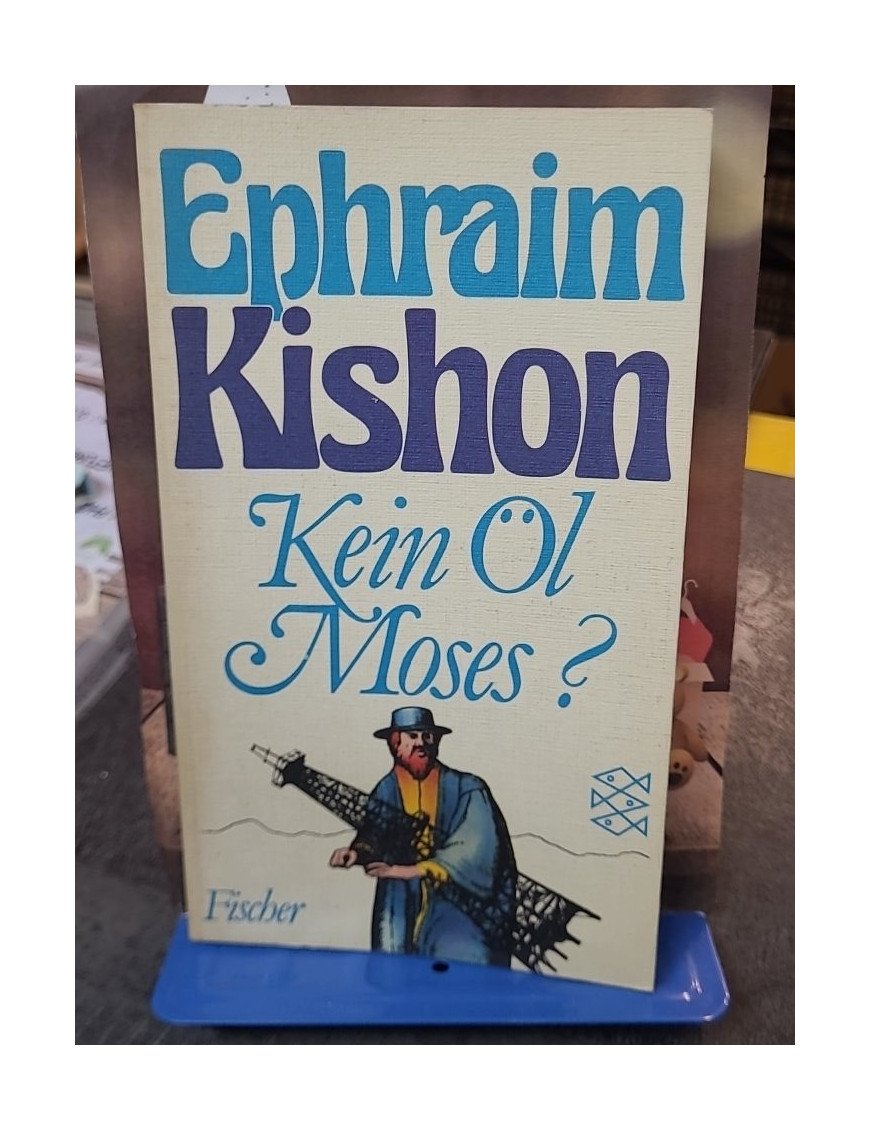 Ephraim
Kishon
Kein Öl
Moses ?
Fischer